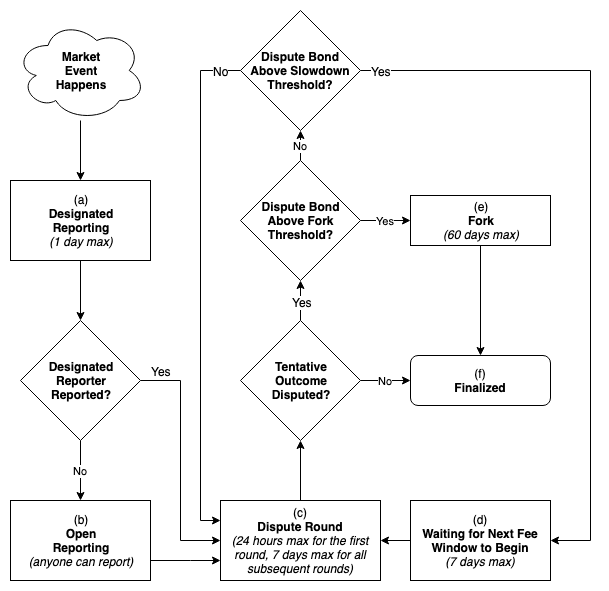 Market
Event
Happens
(a)
Designated
Reporting
(1 day max)
Designated
Reporter
Reported?
Yes
No
(b)
Open
Reporting
(anyone can report)
Dispute Bond
Above Slowdown
Threshold?
No
Yes
No
Dispute Bond
Above Fork
Threshold?
Yes
(e)
Fork
(60 days max)
Yes
Tentative
Outcome
Disputed?
No
(f)
Finalized
(c)
Dispute Round
(24 hours max for the first
round, 7 days max for all
subsequent rounds)
(d)
Waiting for Next Fee
Window to Begin
(7 days max)